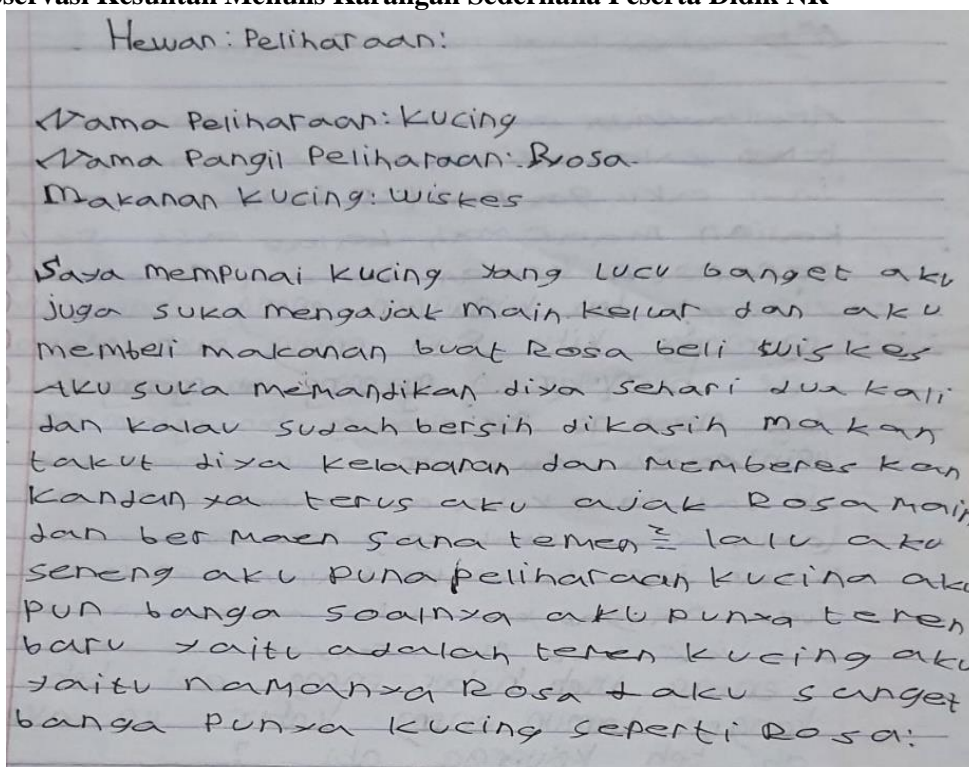 Observasi Kesulitan Menulis Karangan Sederhana Peserta Didik NR
Hewan: Peliharaan:
Nama Peliharaan: Kucing
Nama Pangil Peliharaan: Rosa.
Makanan Kucing: Wiskes
Saya mempunai kucing yang Lucu banget aku
juga suka mengajak main keluar dan aku
membeli makanan buat Rosa beli wiskes
Aku suka memandikan diya sehari dua kali
dan kalau sudah bersih dikasih makan
takut diya kelaparan dan Memberes kan
kandan ya terus aku ajak Rosa Main
dan ber Maen sana temen² lalu aku
seneng aku puna peliharaan kucina aku
pun banga soalnya aku punya temen
baru yaitu adalah temen kucing aku
yaitu namanya Rosa aku sanget
banga Punya kucing seperti Rosa: